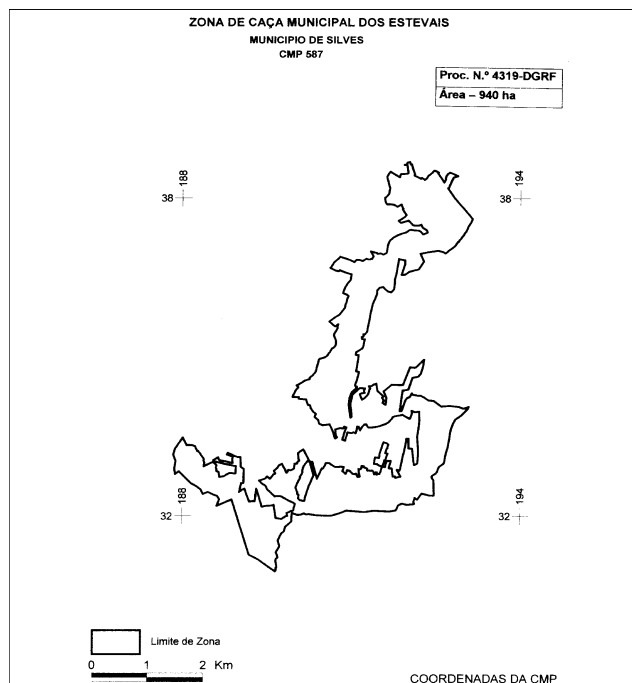 ZONA DE CAÇA MUNICIPAL DOS ESTEVAIS
MUNICIPIO DE SILVES
CMP 587
Proc. N.º 4319-DGRF
Área – 940 ha
38 188
38 194
32 188
32 194
Limite de Zona
0 1 2 Km
COORDENADAS DA CMP